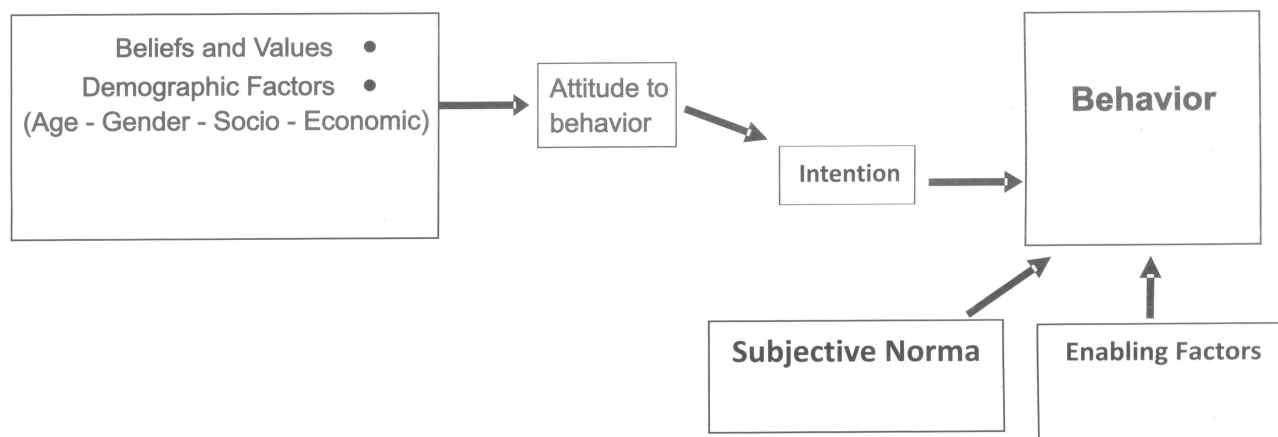 Beliefs and Values •
Demographic Factors •
(Age - Gender - Socio - Economic)
Attitude to
behavior
Intention
Behavior
Subjective Norma
Enabling Factors